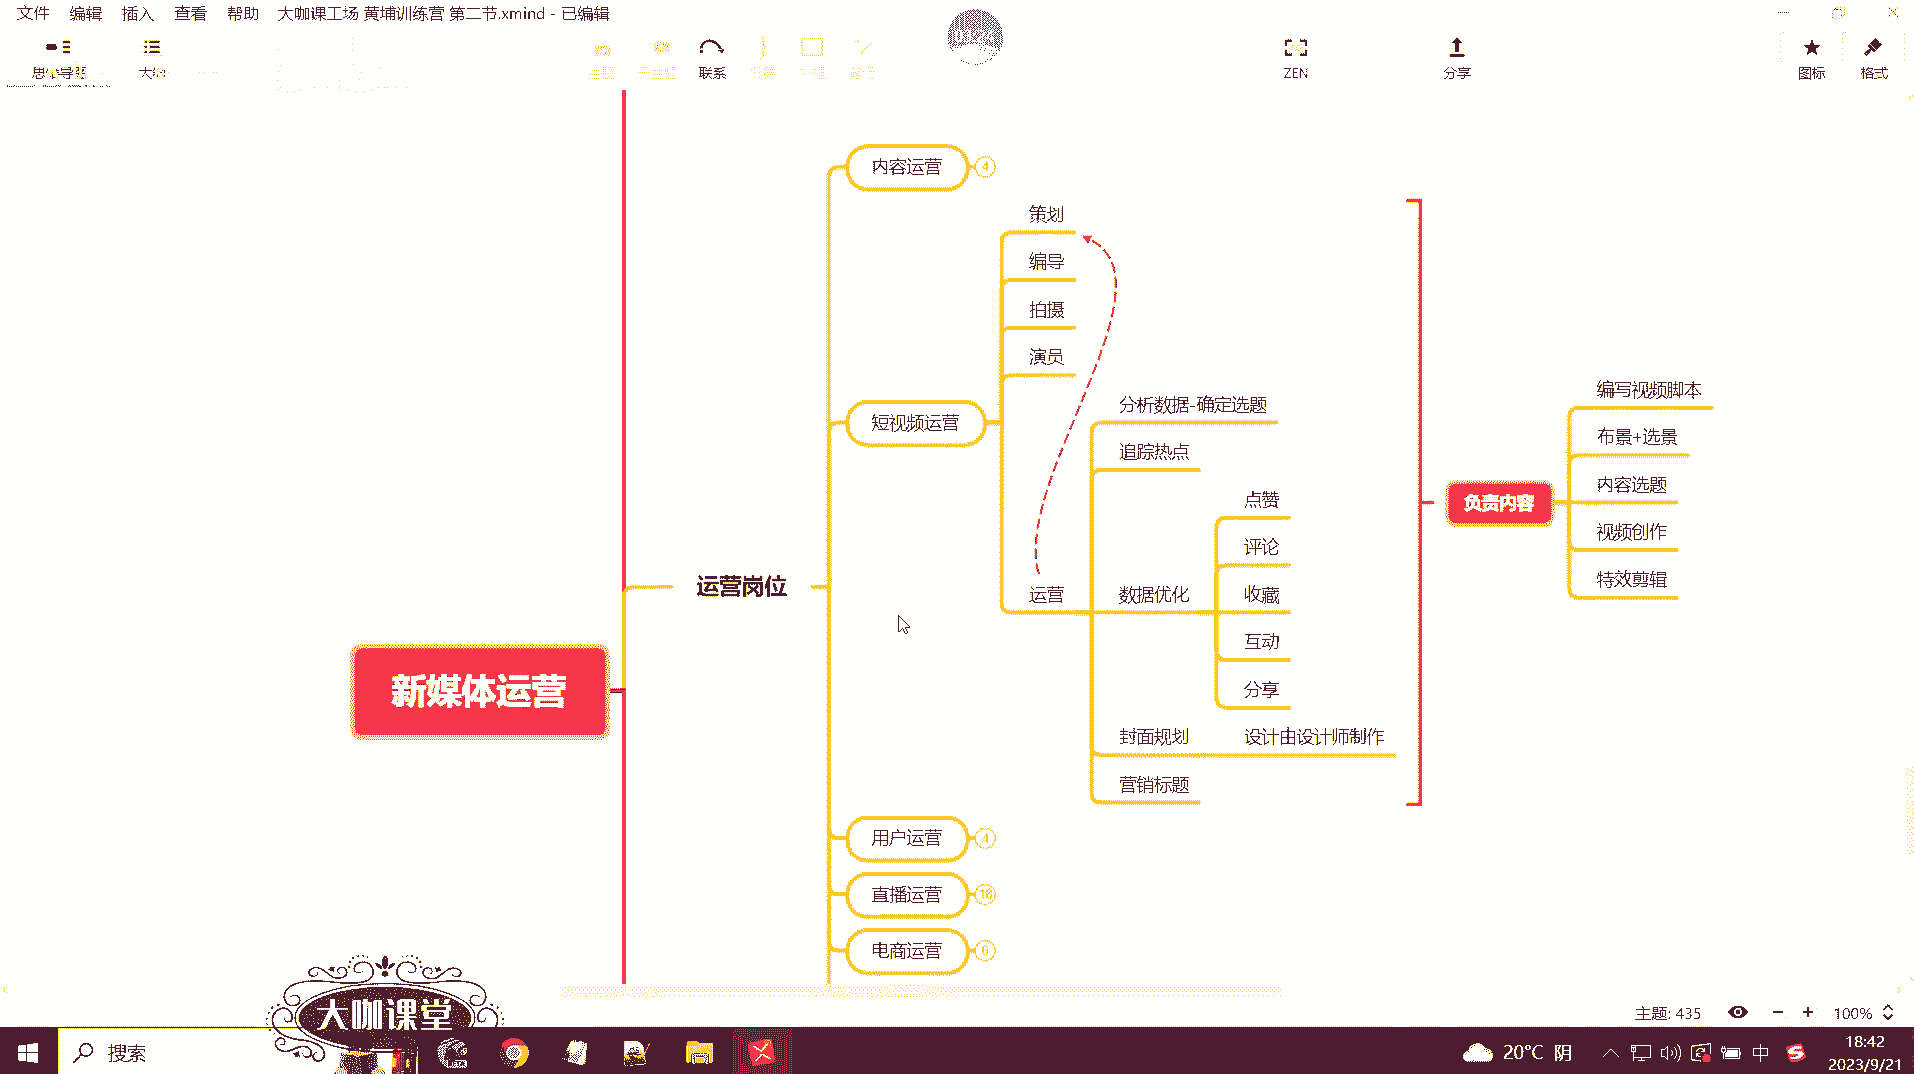 文件 编辑 插入 查看 帮助 大咖课工场 黄埔训练营 第二节.xmind - 已编辑
思维导图 大纲 联系 ZEN 分享 图标 格式
内容运营 4
策划
编导
拍摄
演员
短视频运营
分析数据-确定选题
追踪热点
点赞
评论
运营 数据优化 收藏
互动
分享
封面规划 设计由设计师制作
营销标题
负责内容
编写视频脚本
布景+选景
内容选题
视频创作
特效剪辑
运营岗位
新媒体运营
用户运营 4
直播运营 18
电商运营 6
主题: 435 100%
大咖课堂
搜索
20°C 阴
中
18:42
2023/9/21